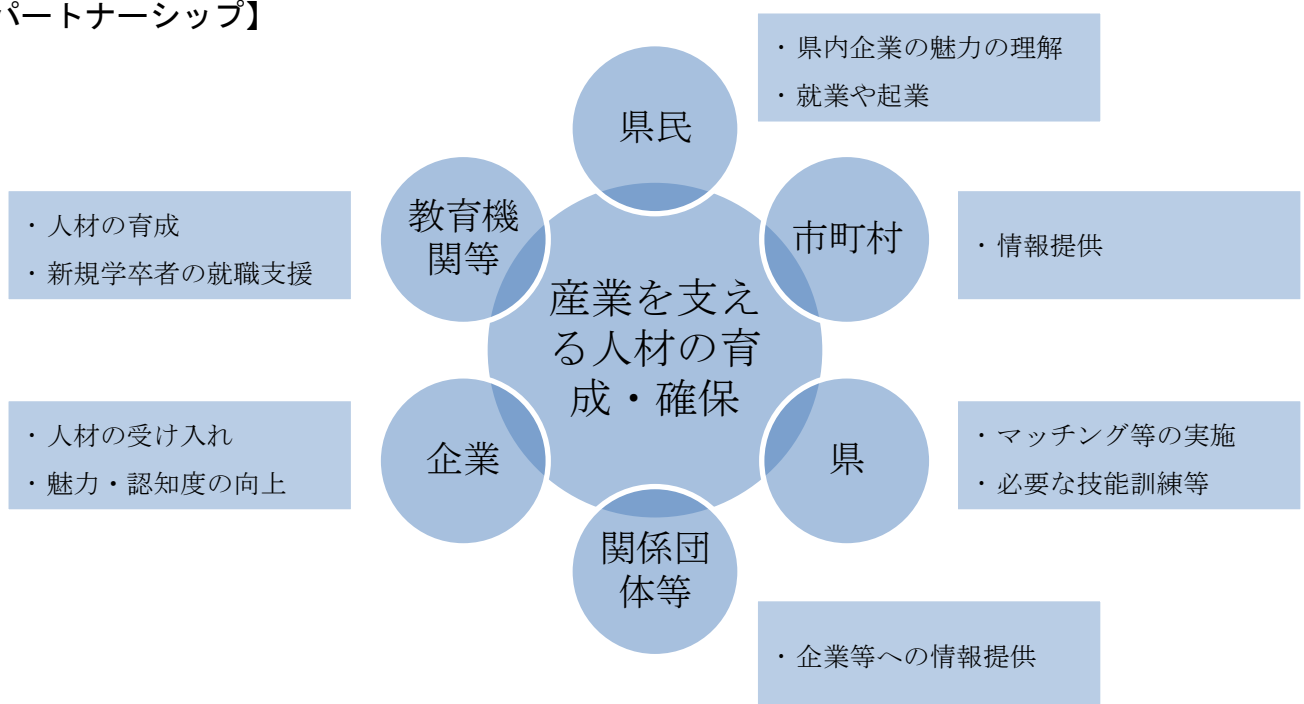 パートナーシップ】
・県内企業の魅力の理解
・就業や起業
県民
教育機
関等
・人材の育成
・新規学卒者の就職支援
市町村
・情報提供
産業を支え
る人材の育
成・確保
企業
・人材の受け入れ
・魅力・認知度の向上
県
・マッチング等の実施
・必要な技能訓練等
関係団
体等
・企業等への情報提供